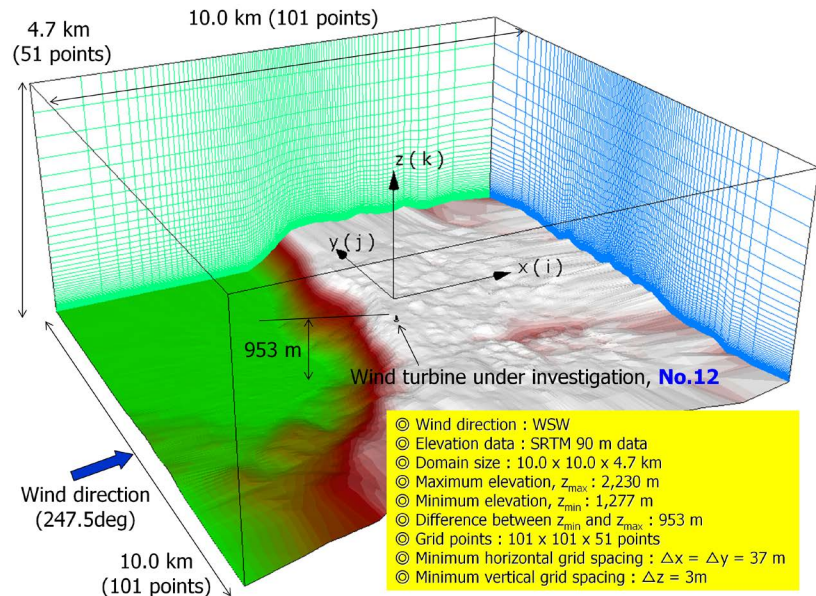 10.0 km (101 points)
4.7 km
(51 points)
z ( k )
y ( j )
x ( i )
953 m
Wind turbine under investigation, No.12
Wind direction
(247.5deg)
10.0 km
(101 points)
◎ Wind direction : WSW
◎ Elevation data : SRTM 90 m data
◎ Domain size : 10.0 x 10.0 x 4.7 km
◎ Maximum elevation, zmax : 2,230 m
◎ Minimum elevation, zmin : 1,277 m
◎ Difference between zmin and zmax : 953 m
◎ Grid points : 101 x 101 x 51 points
◎ Minimum horizontal grid spacing : △x = △y = 37 m
◎ Minimum vertical grid spacing : △z = 3m